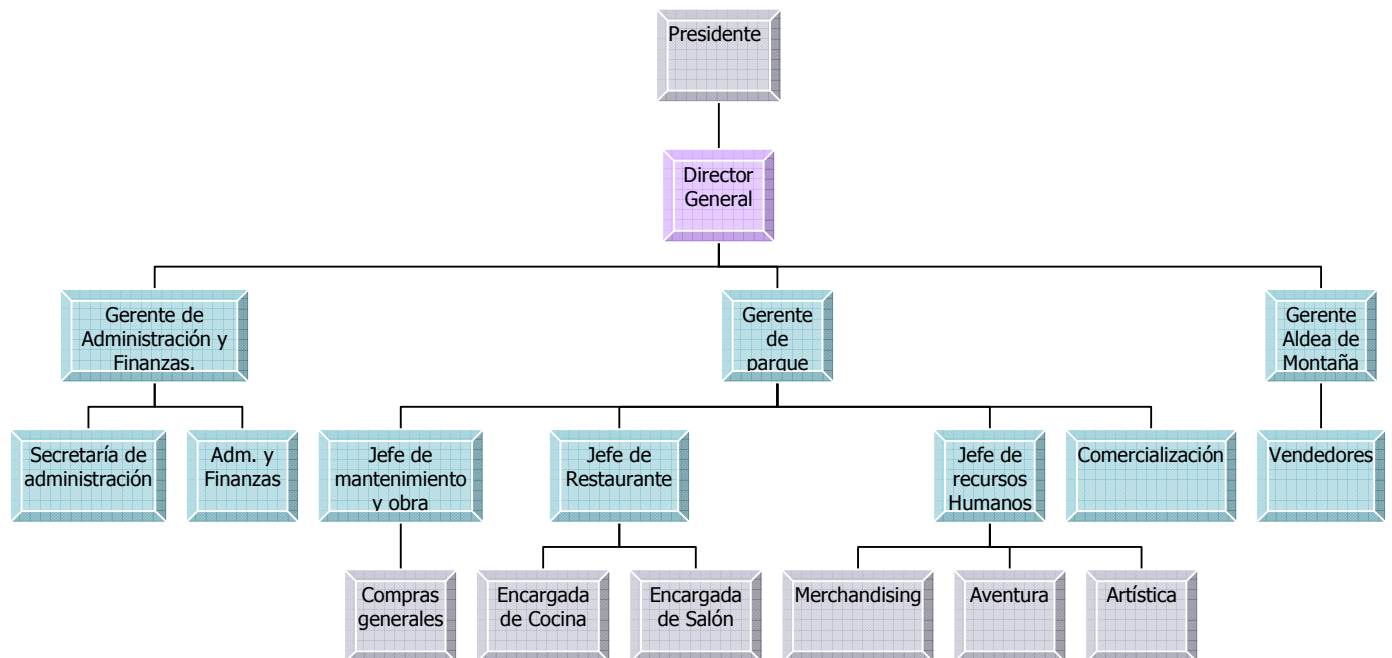 Presidente
Director
General
Gerente de
Administración y
Finanzas.
Gerente
de
parque
Gerente
Aldea de
Montaña
Secretaría de
administración
Adm. y
Finanzas
Jefe de
mantenimiento
y obra
Jefe de
Restaurante
Jefe de
recursos
Humanos
Comercialización
Vendedores
Compras
generales
Encargada
de Cocina
Encargada
de Salón
Merchandising
Aventura
Artística